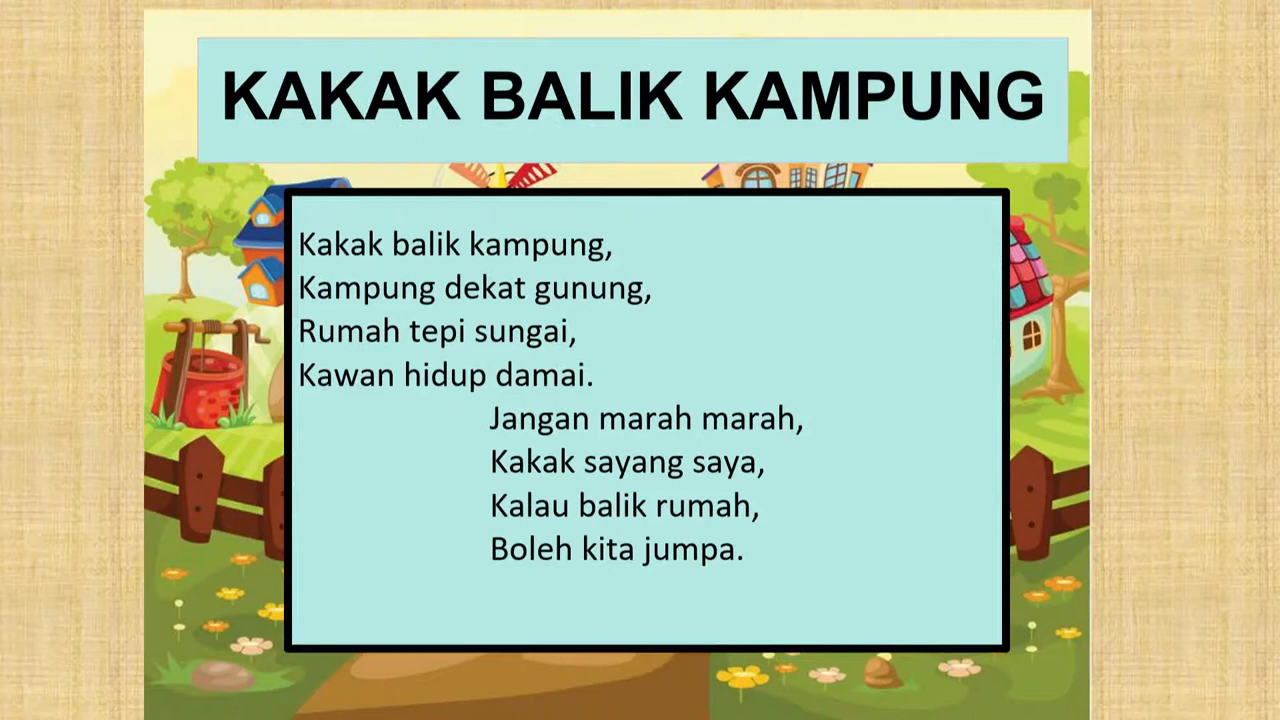 KAKAK BALIK KAMPUNG
Kakak balik kampung,
Kampung dekat gunung,
Rumah tepi sungai,
Kawan hidup damai.
Jangan marah marah,
Kakak sayang saya,
Kalau balik rumah,
Boleh kita jumpa.